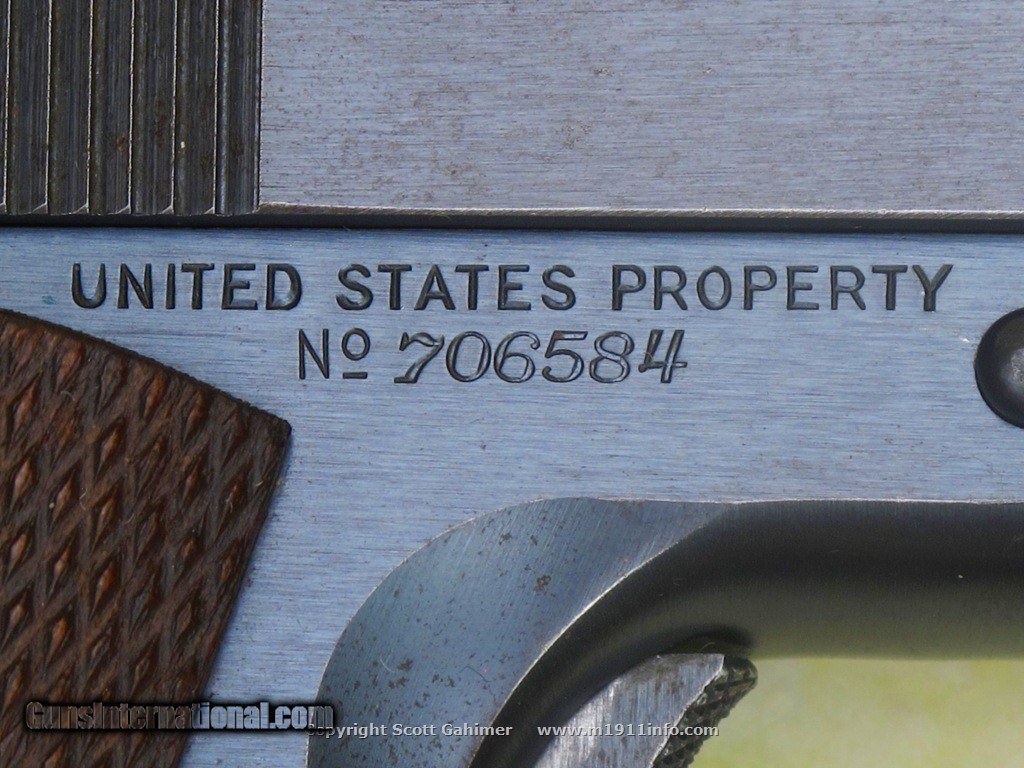 UNITED STATES PROPERTY
Nº 706584
GunsInternational.com
Copyright Scott Gahimer www.m1911info.com